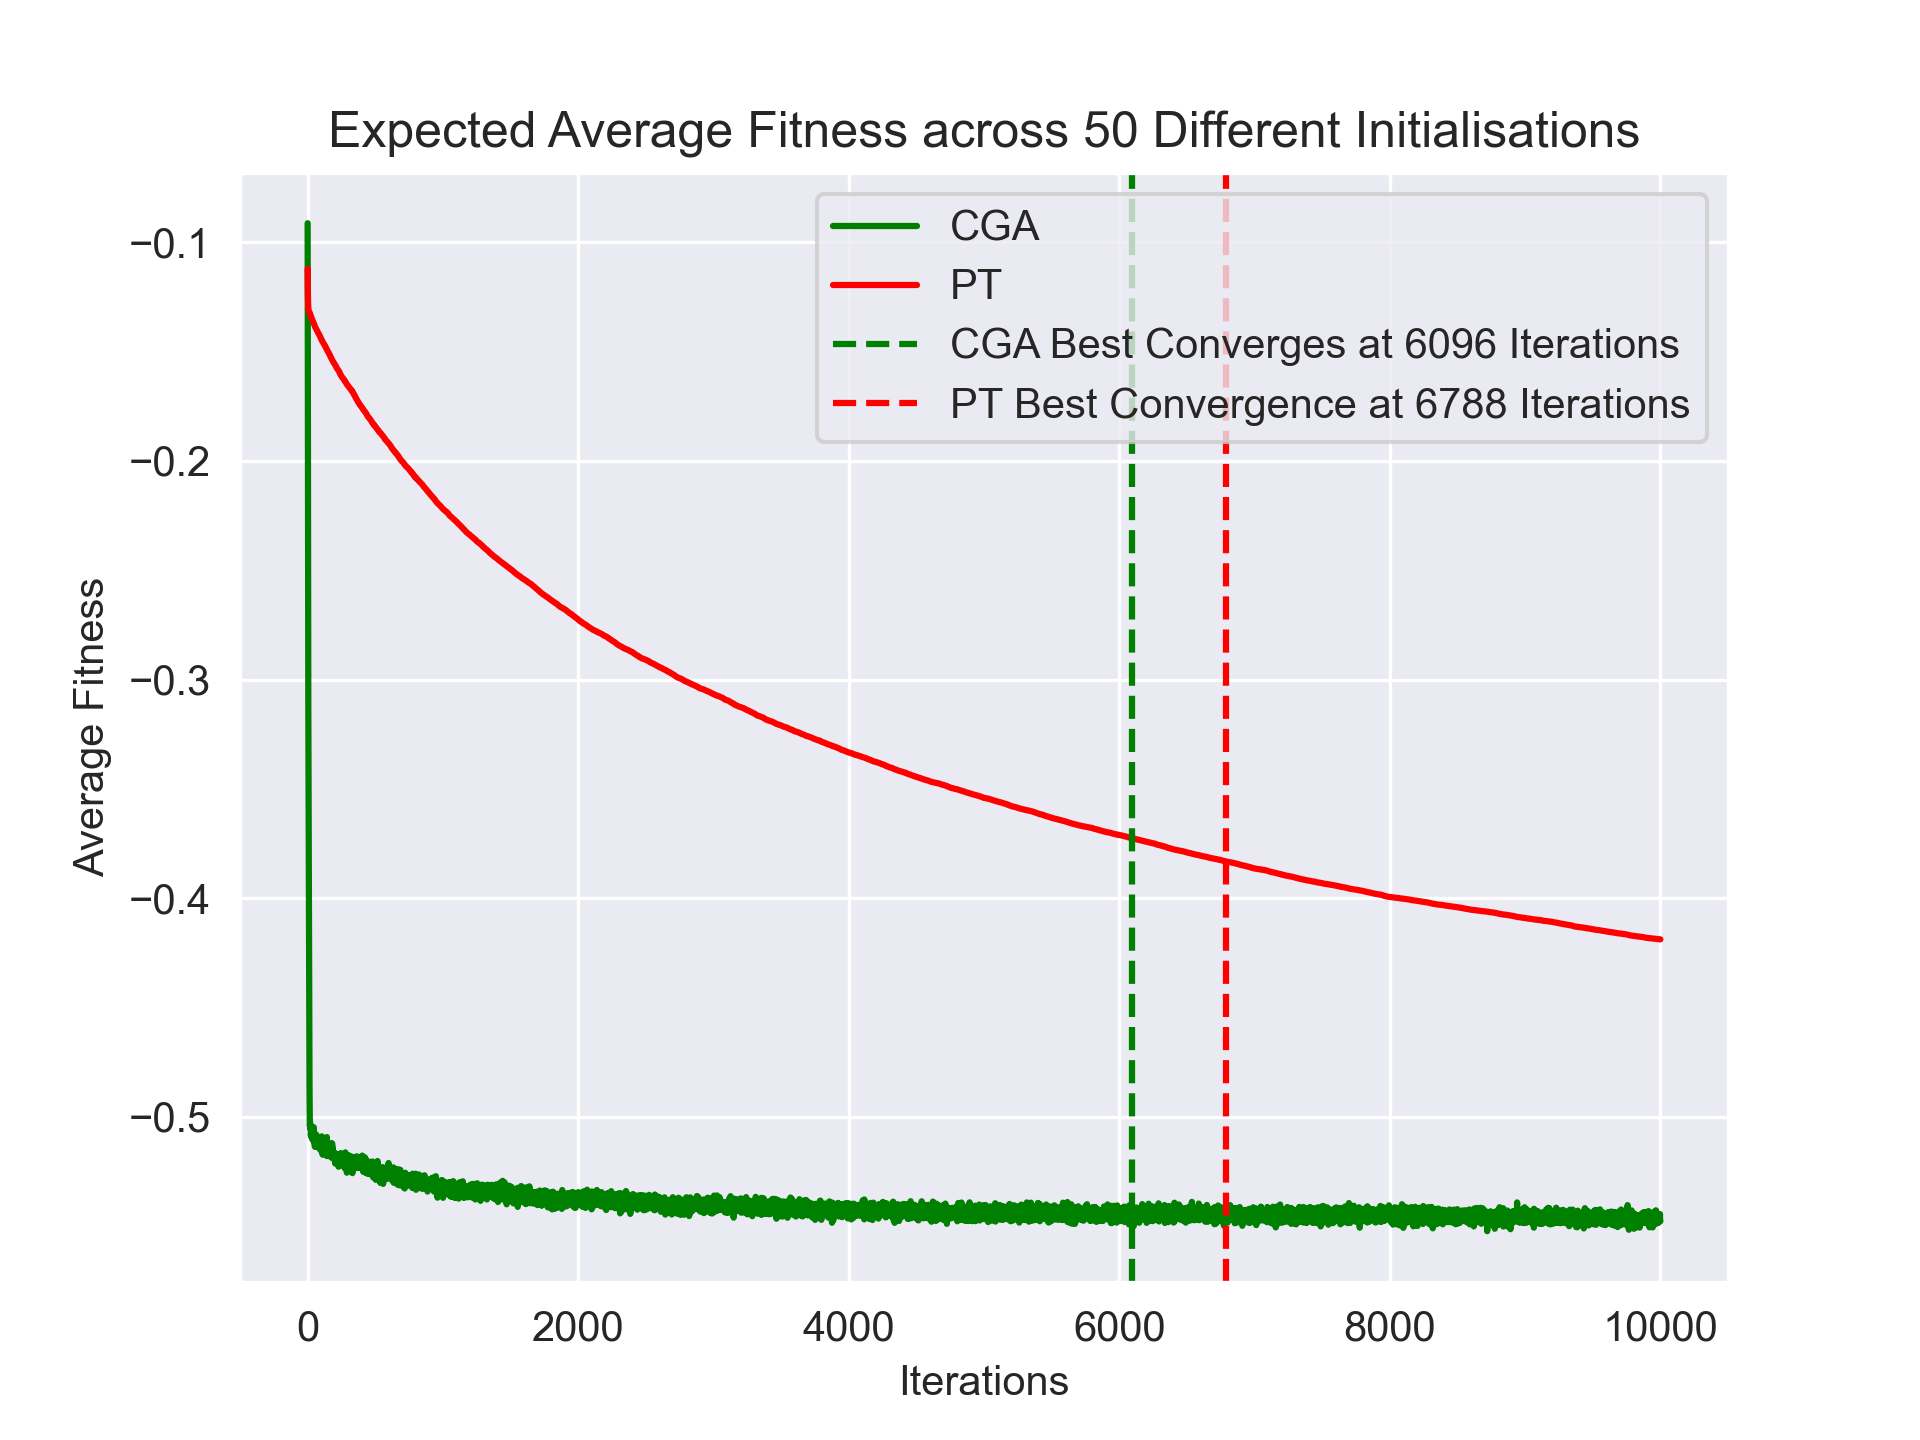 Expected Average Fitness across 50 Different Initialisations
CGA
PT
CGA Best Converges at 6096 Iterations
PT Best Convergence at 6788 Iterations
Average Fitness
−0.1
−0.2
−0.3
−0.4
−0.5
0 2000 4000 6000 8000 10000
Iterations